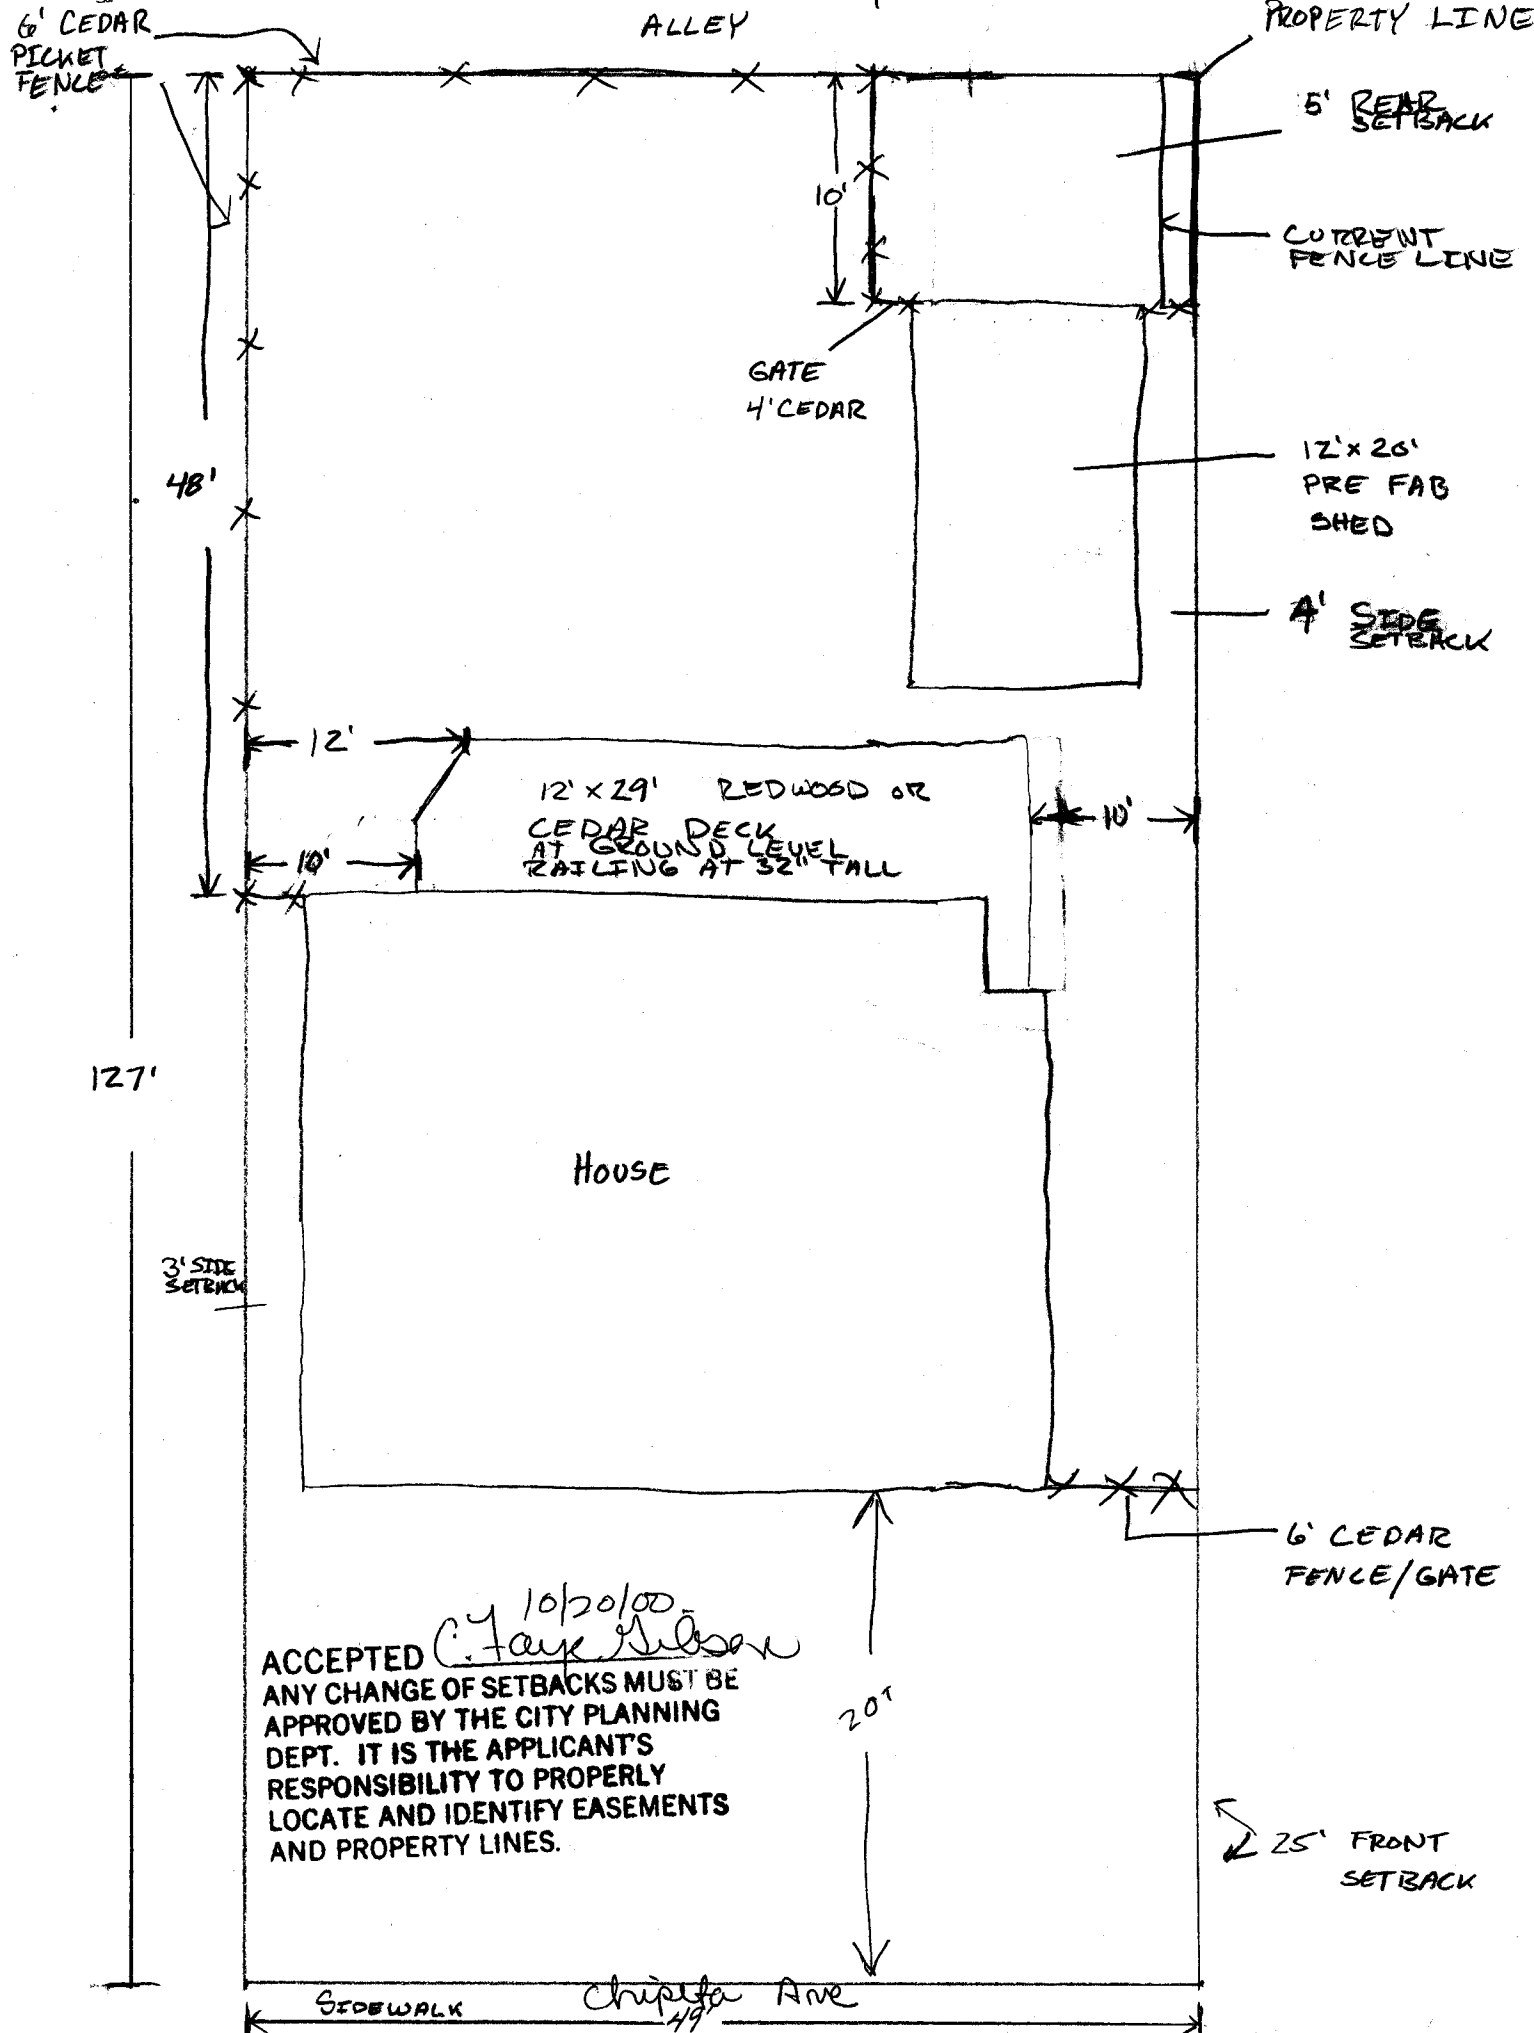 6' CEDAR
PICKET
FENCE
ALLEY
PROPERTY LINE
5' REAR
SETBACK
10'
CURRENT
FENCE LINE
GATE
4' CEDAR
48'
12' x 20'
PRE FAB
SHED
4' SIDE
SETBACK
12'
12' x 29' REDWOOD OR
CEDAR DECK
AT GROUND LEVEL
RAILING AT 32" TALL
10'
10'
127'
HOUSE
3' SIDE
SETBACK
6' CEDAR
FENCE/GATE
10/20/00
ACCEPTED C. Faye Gibson
ANY CHANGE OF SETBACKS MUST BE
APPROVED BY THE CITY PLANNING
DEPT. IT IS THE APPLICANT'S
RESPONSIBILITY TO PROPERLY
LOCATE AND IDENTIFY EASEMENTS
AND PROPERTY LINES.
20'
25' FRONT
SETBACK
SIDEWALK
Chipeta Ave
49'